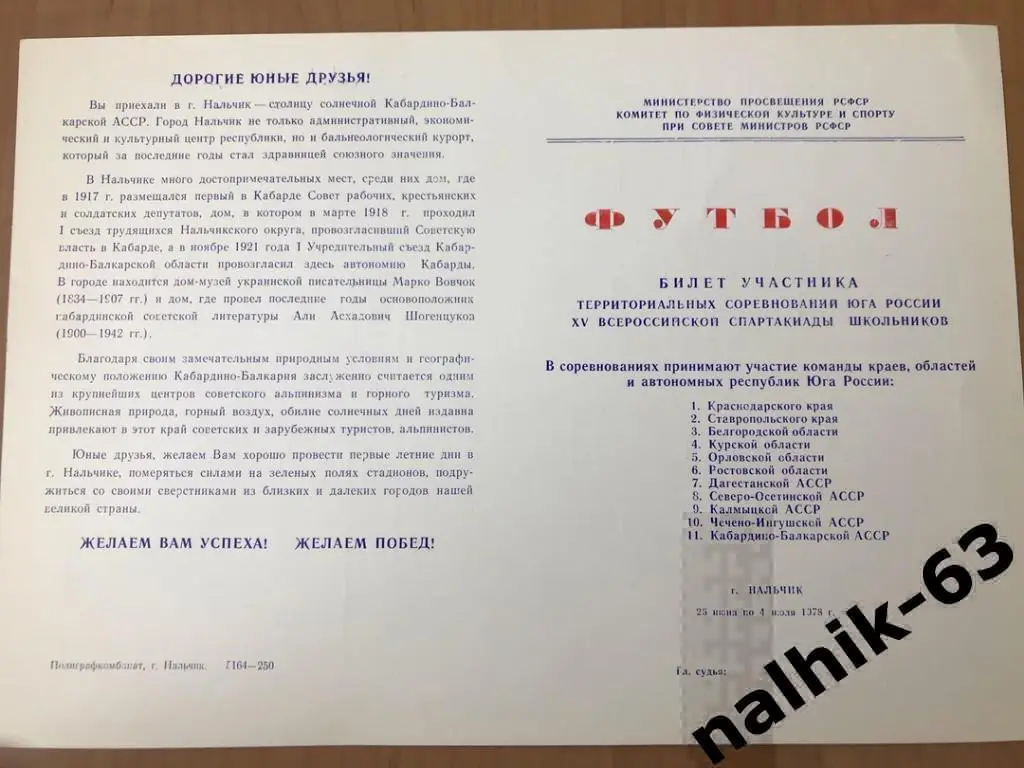 ДОРОГИЕ ЮНЫЕ ДРУЗЬЯ!
Вы приехали в г. Нальчик — столицу солнечной Кабардино-Бал-
карской АССР. Город Нальчик не только административный, экономи-
ческий и культурный центр республики, но и бальнеологический курорт,
который за последние годы стал здравницей союзного значения.
В Нальчике много достопримечательных мест, среди них дом, где
в 1917 г. размещался первый в Кабарде Совет рабочих, крестьянских
и солдатских депутатов, дом, в котором в марте 1918 г. проходил
I съезд трудящихся Нальчикского округа, провозгласивший Советскую
власть в Кабарде, а в ноябре 1921 года I Учредительный съезд Кабар-
дино-Балкарской области провозгласил здесь автономию Кабарды.
В городе находится дом-музей украинской писательницы Марко Вовчок
(1834—1907 гг.) и дом, где провел последние годы основоположник
кабардинской советской литературы Али Асхадович Шогенцуков
(1900—1942 гг.).
Благодаря своим замечательным природным условиям и географи-
ческому положению Кабардино-Балкария заслуженно считается одним
из крупнейших центров советского альпинизма и горного туризма.
Живописная природа, горный воздух, обилие солнечных дней издавна
привлекают в этот край советских и зарубежных туристов, альпинистов.
Юные друзья, желаем Вам хорошо провести первые летние дни в
г. Нальчике, померяться силами на зеленых полях стадионов, подру-
житься со своими сверстниками из близких и далеких городов нашей
великой страны.
ЖЕЛАЕМ ВАМ УСПЕХА! ЖЕЛАЕМ ПОБЕД!
Полиграфкомбинат, г. Нальчик. 7164—250
МИНИСТЕРСТВО ПРОСВЕЩЕНИЯ РСФСР
КОМИТЕТ ПО ФИЗИЧЕСКОЙ КУЛЬТУРЕ И СПОРТУ
ПРИ СОВЕТЕ МИНИСТРОВ РСФСР
ФУТБОЛ
БИЛЕТ УЧАСТНИКА
ТЕРРИТОРИАЛЬНЫХ СОРЕВНОВАНИЙ ЮГА РОССИИ
XV ВСЕРОССИЙСКОЙ СПАРТАКИАДЫ ШКОЛЬНИКОВ
В соревнованиях принимают участие команды краев, областей
и автономных республик Юга России:
1. Краснодарского края
2. Ставропольского края
3. Белгородской области
4. Курской области
5. Орловской области
6. Ростовской области
7. Дагестанской АССР
8. Северо-Осетинской АССР
9. Калмыцкой АССР
10. Чечено-Ингушской АССР
11. Кабардино-Балкарской АССР
г. НАЛЬЧИК
25 июня по 4 июля 1978 г.
Гл. судья:
nalhik-63